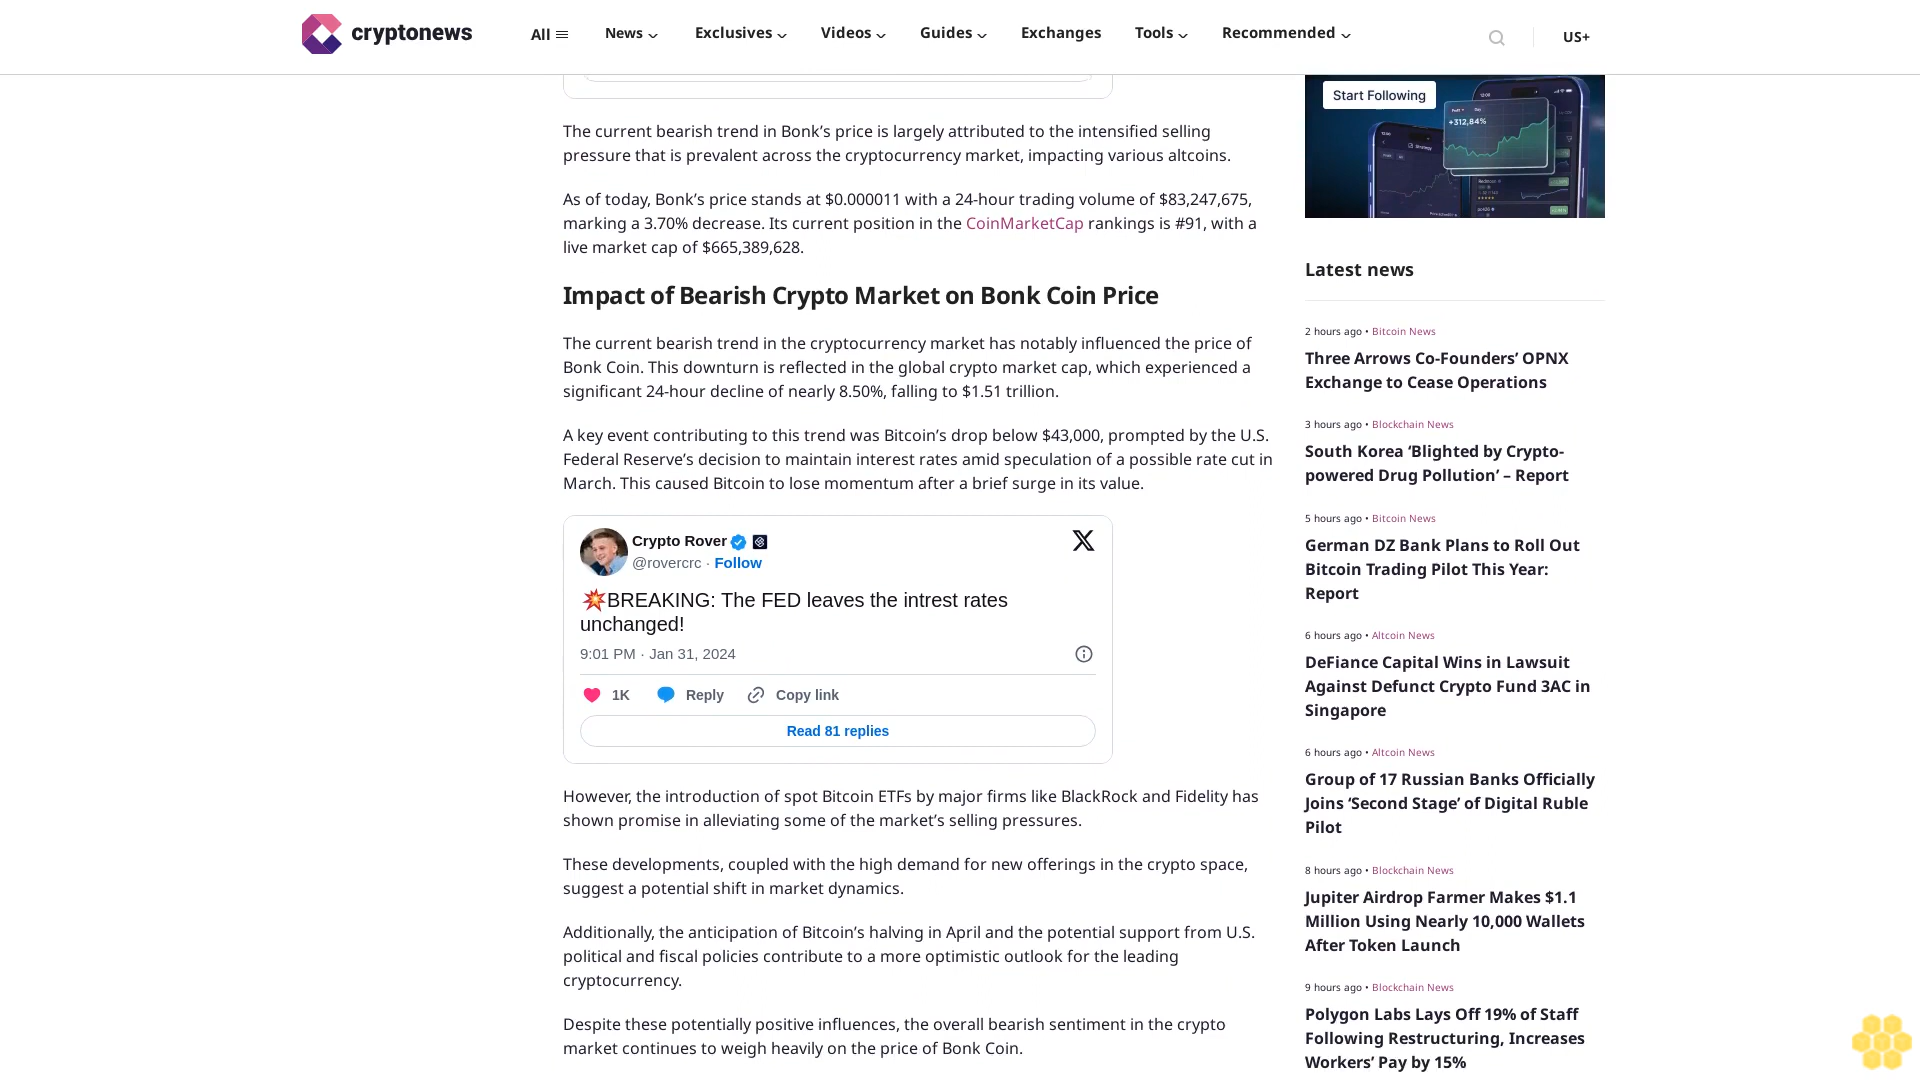 cryptonews
All
News
Exclusives
Videos
Guides
Exchanges
Tools
Recommended
US+
The current bearish trend in Bonk’s price is largely attributed to the intensified selling
pressure that is prevalent across the cryptocurrency market, impacting various altcoins.
As of today, Bonk’s price stands at $0.000011 with a 24-hour trading volume of $83,247,675,
marking a 3.70% decrease. Its current position in the CoinMarketCap rankings is #91, with a
live market cap of $665,389,628.
Impact of Bearish Crypto Market on Bonk Coin Price
The current bearish trend in the cryptocurrency market has notably influenced the price of
Bonk Coin. This downturn is reflected in the global crypto market cap, which experienced a
significant 24-hour decline of nearly 8.50%, falling to $1.51 trillion.
A key event contributing to this trend was Bitcoin’s drop below $43,000, prompted by the U.S.
Federal Reserve’s decision to maintain interest rates amid speculation of a possible rate cut in
March. This caused Bitcoin to lose momentum after a brief surge in its value.
Crypto Rover
@rovercrc · Follow
💥BREAKING: The FED leaves the intrest rates
unchanged!
9:01 PM · Jan 31, 2024
1K
Reply
Copy link
Read 81 replies
However, the introduction of spot Bitcoin ETFs by major firms like BlackRock and Fidelity has
shown promise in alleviating some of the market’s selling pressures.
These developments, coupled with the high demand for new offerings in the crypto space,
suggest a potential shift in market dynamics.
Additionally, the anticipation of Bitcoin’s halving in April and the potential support from U.S.
political and fiscal policies contribute to a more optimistic outlook for the leading
cryptocurrency.
Despite these potentially positive influences, the overall bearish sentiment in the crypto
market continues to weigh heavily on the price of Bonk Coin.
Start Following
+312,84%
Strategy
Latest news
2 hours ago • Bitcoin News
Three Arrows Co-Founders’ OPNX
Exchange to Cease Operations
3 hours ago • Blockchain News
South Korea ‘Blighted by Crypto-
powered Drug Pollution’ – Report
5 hours ago • Bitcoin News
German DZ Bank Plans to Roll Out
Bitcoin Trading Pilot This Year:
Report
6 hours ago • Altcoin News
DeFiance Capital Wins in Lawsuit
Against Defunct Crypto Fund 3AC in
Singapore
6 hours ago • Altcoin News
Group of 17 Russian Banks Officially
Joins ‘Second Stage’ of Digital Ruble
Pilot
8 hours ago • Blockchain News
Jupiter Airdrop Farmer Makes $1.1
Million Using Nearly 10,000 Wallets
After Token Launch
9 hours ago • Blockchain News
Polygon Labs Lays Off 19% of Staff
Following Restructuring, Increases
Workers’ Pay by 15%